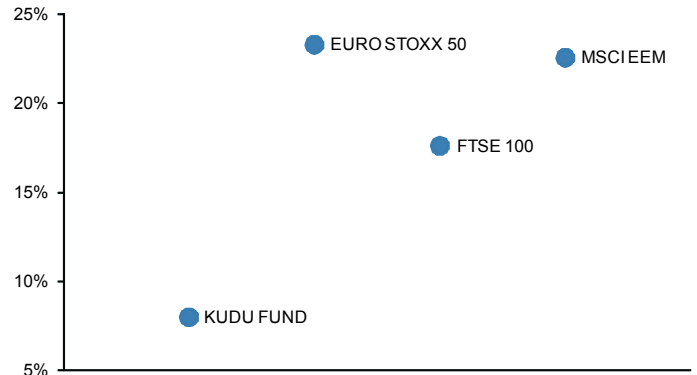 25%
EURO STOXX 50
MSCI EEM
20%
FTSE 100
15%
10%
KUDU FUND
5%